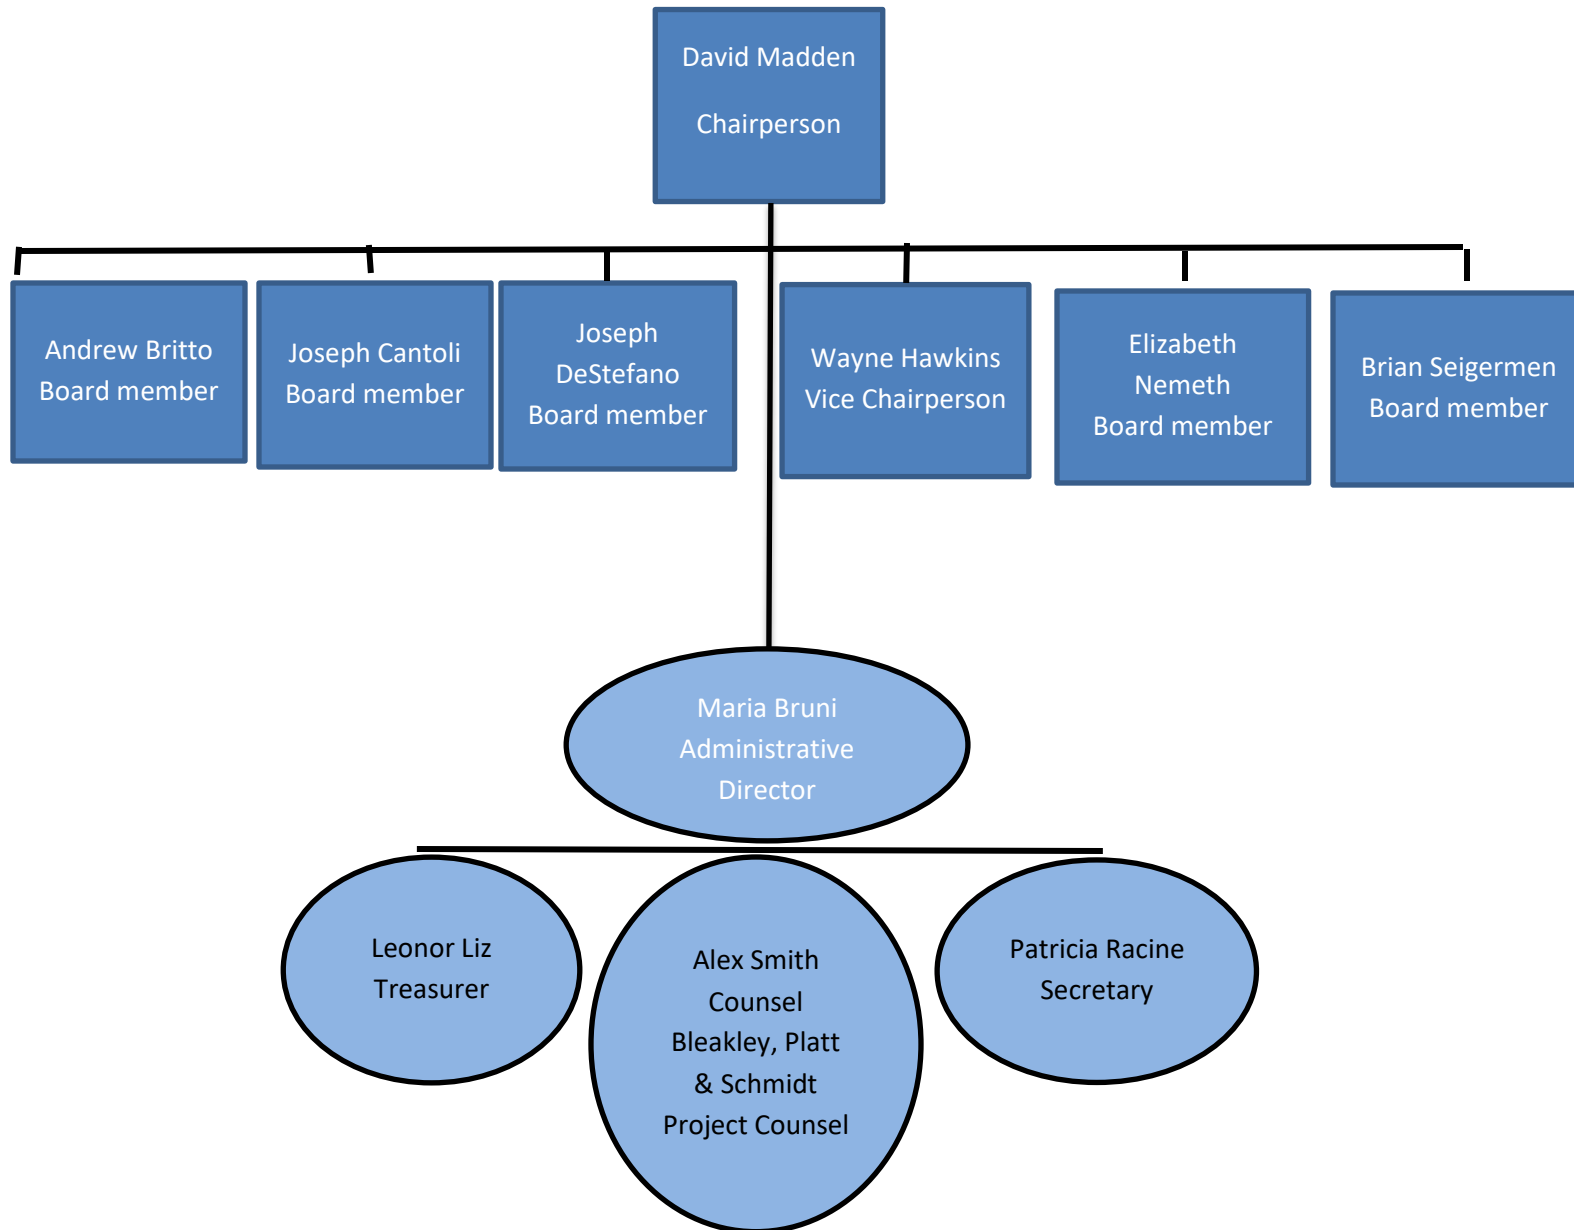 David Madden
Chairperson
Andrew Britto
Board member
Joseph Cantoli
Board member
Joseph
DeStefano
Board member
Wayne Hawkins
Vice Chairperson
Elizabeth
Nemeth
Board member
Brian Seigermen
Board member
Maria Bruni
Administrative
Director
Leonor Liz
Treasurer
Alex Smith
Counsel
Bleakley, Platt
& Schmidt
Project Counsel
Patricia Racine
Secretary